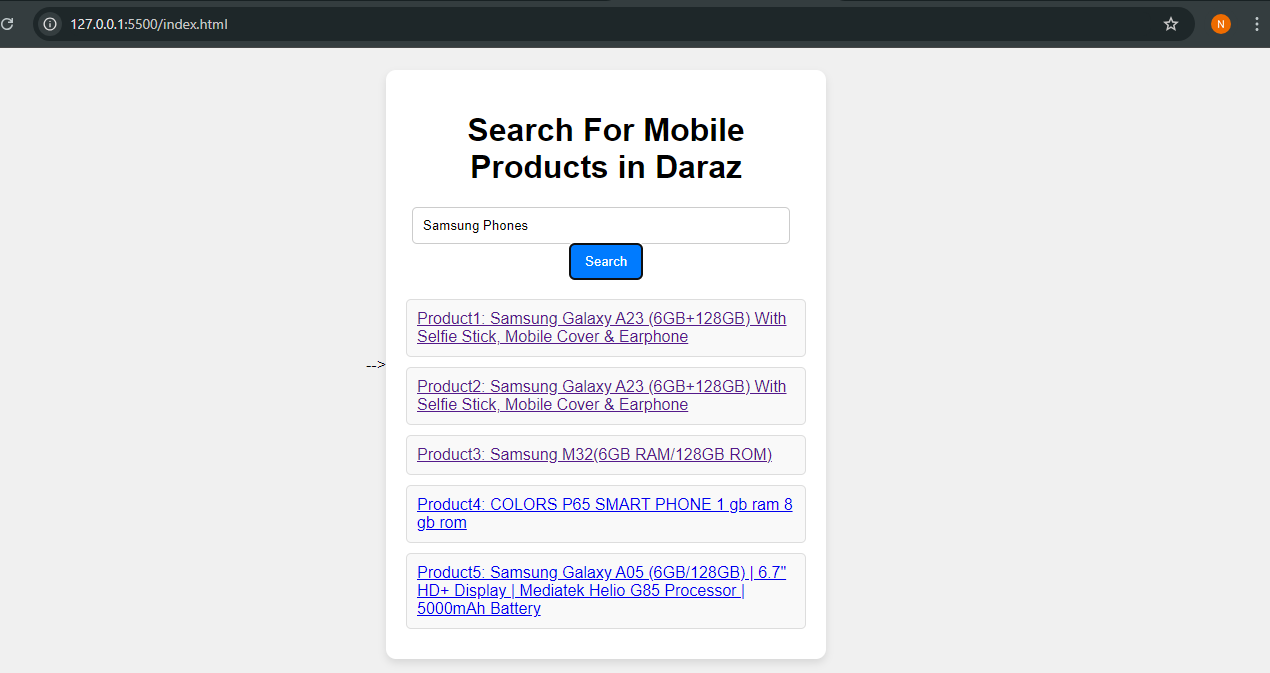 127.0.0.1:5500/index.html
N
Search For Mobile
Products in Daraz
Samsung Phones
Search
Product1: Samsung Galaxy A23 (6GB+128GB) With
Selfie Stick, Mobile Cover & Earphone
-->
Product2: Samsung Galaxy A23 (6GB+128GB) With
Selfie Stick, Mobile Cover & Earphone
Product3: Samsung M32(6GB RAM/128GB ROM)
Product4: COLORS P65 SMART PHONE 1 gb ram 8
gb rom
Product5: Samsung Galaxy A05 (6GB/128GB) | 6.7"
HD+ Display | Mediatek Helio G85 Processor |
5000mAh Battery